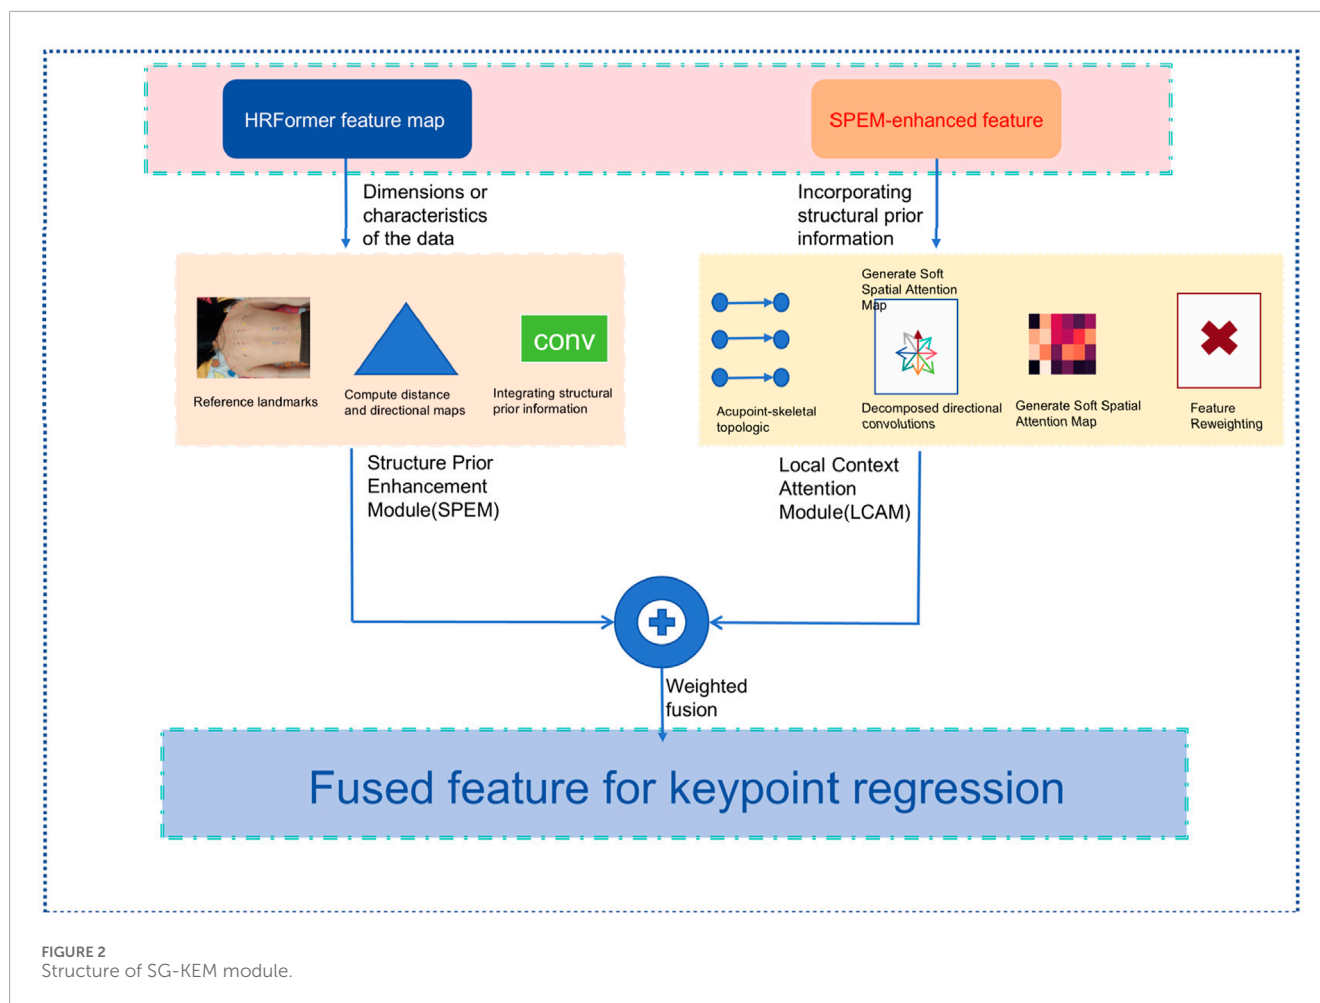 HRFormer feature map
SPEM-enhanced feature
Dimensions or
characteristics
of the data
Incorporating
structural prior
information
Reference landmarks
Compute distance
and directional maps
conv
Integrating structural
prior information
Acupoint-skeletal
topologic
Generate Soft
Spatial Attention
Map
Decomposed directional
convolutions
Generate Soft Spatial
Attention Map
Feature
Reweighting
Structure Prior
Enhancement
Module(SPEM)
Local Context
Attention
Module(LCAM)
Weighted
fusion
Fused feature for keypoint regression
FIGURE 2
Structure of SG-KEM module.